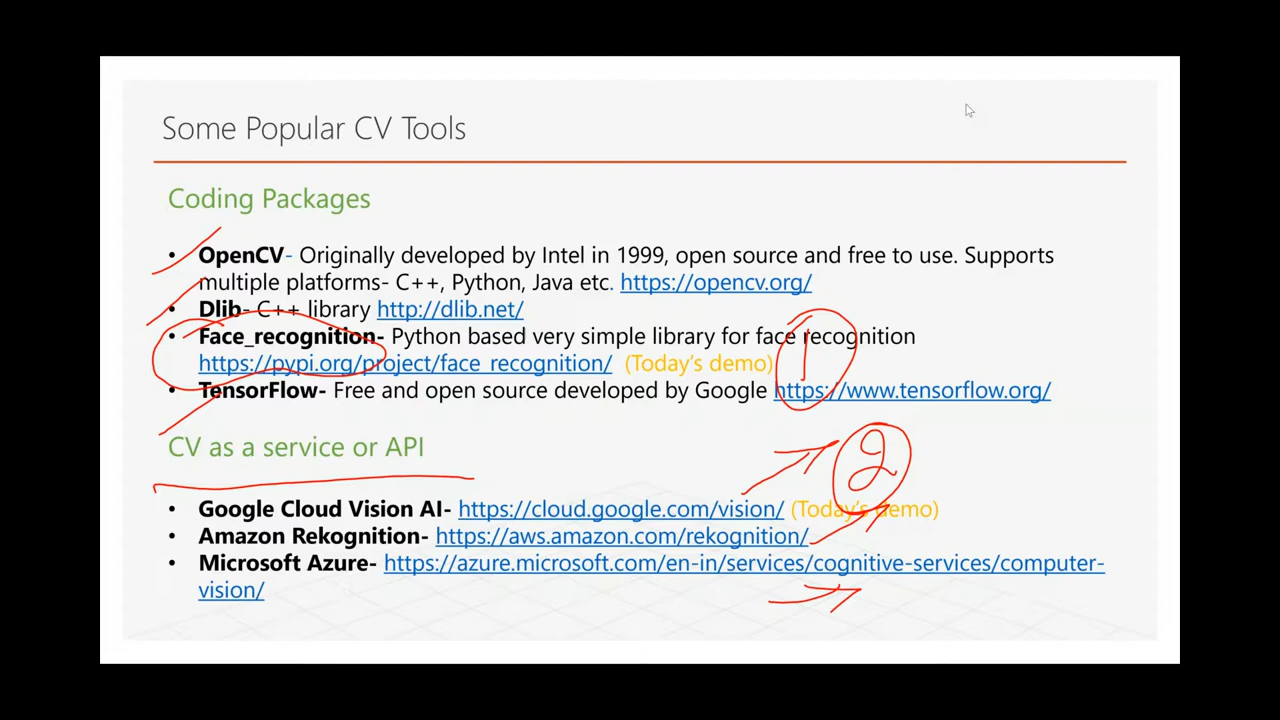 Some Popular CV Tools
Coding Packages
• OpenCV- Originally developed by Intel in 1999, open source and free to use. Supports
multiple platforms- C++, Python, Java etc. https://opencv.org/
• Dlib- C++ library http://dlib.net/
• Face_recognition- Python based very simple library for face recognition
https://pypi.org/project/face_recognition/ (Today's demo)
1
• TensorFlow- Free and open source developed by Google https://www.tensorflow.org/
CV as a service or API
2
• Google Cloud Vision AI- https://cloud.google.com/vision/ (Today's demo)
• Amazon Rekognition- https://aws.amazon.com/rekognition/
• Microsoft Azure- https://azure.microsoft.com/en-in/services/cognitive-services/computer-
vision/